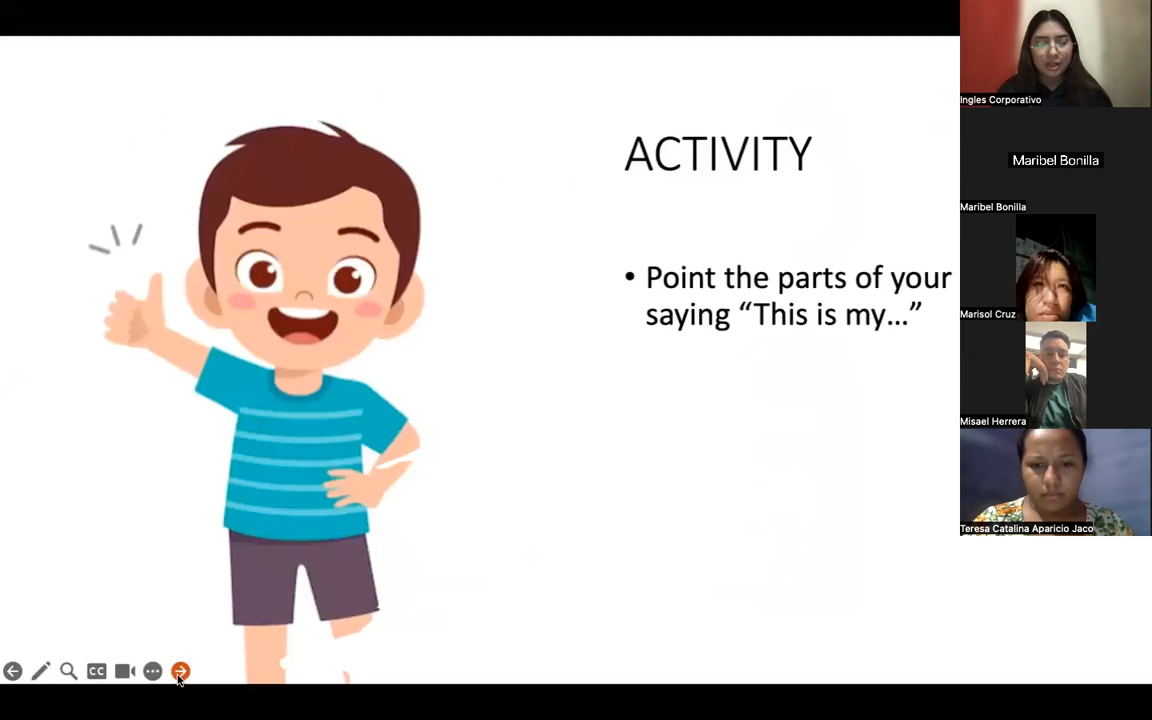 ACTIVITY
• Point the parts of your
saying “This is my...”
Ingles Corporativo
Maribel Bonilla
Maribel Bonilla
Marisol Cruz
Misael Herrera
Teresa Catalina Aparicio Jaco
CC